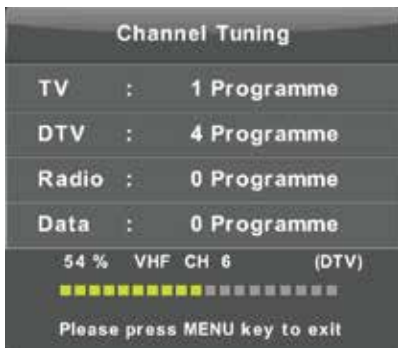 Channel Tuning
TV : 1 Programme
DTV : 4 Programme
Radio : 0 Programme
Data : 0 Programme
54 % VHF CH 6 (DTV)
Please press MENU key to exit